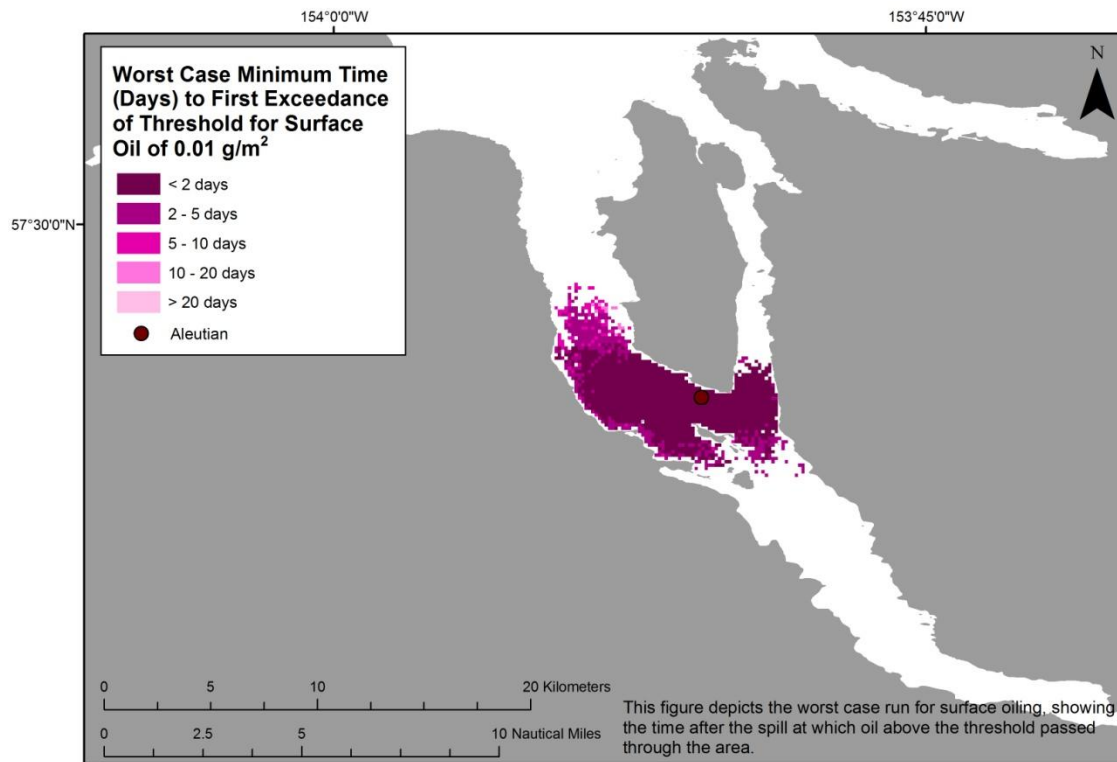 154°0'0"W
153°45'0"W
Worst Case Minimum Time
(Days) to First Exceedance
of Threshold for Surface
Oil of 0.01 g/m²
< 2 days
2 - 5 days
5 - 10 days
10 - 20 days
> 20 days
Aleutian
N
57°30'0"N
0 5 10 20 Kilometers
0 2.5 5 10 Nautical Miles
This figure depicts the worst case run for surface oiling, showing
the time after the spill at which oil above the threshold passed
through the area.